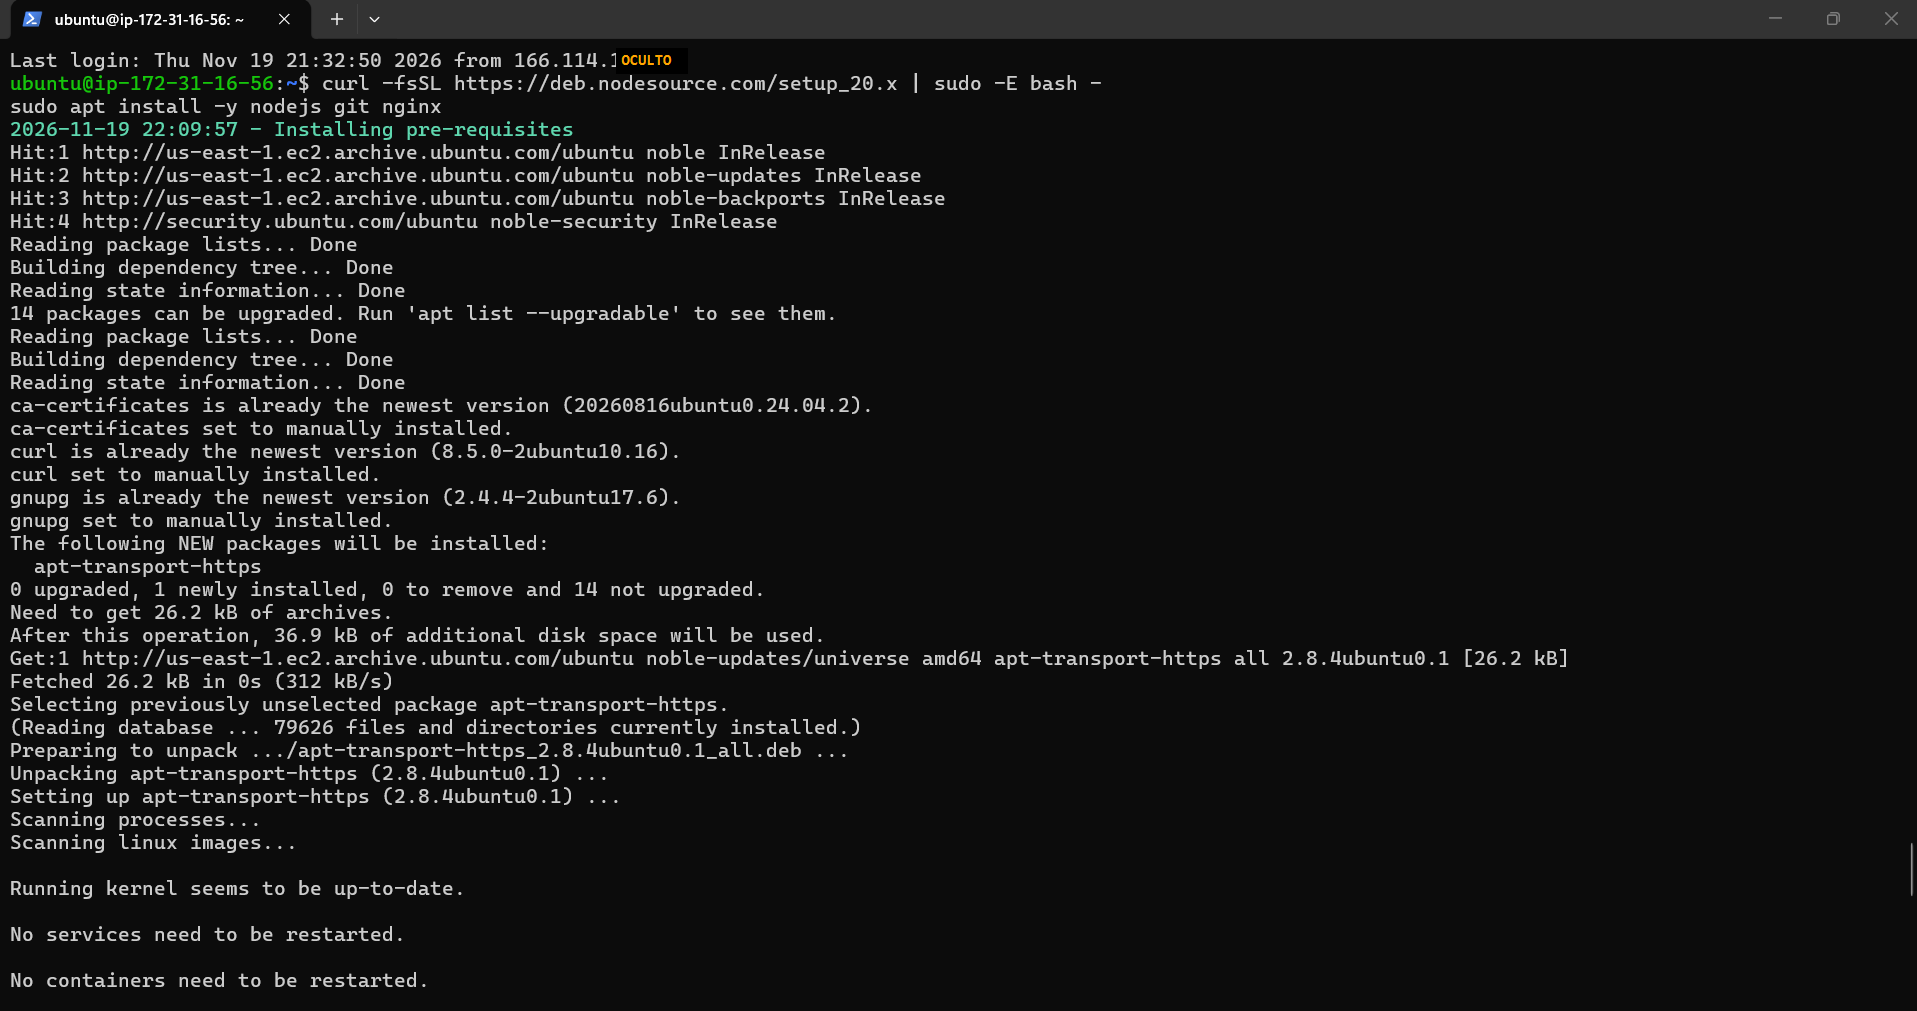 ubuntu@ip-172-31-16-56: ~
Last login: Thu Nov 19 21:32:50 2026 from 166.114.1 OCULTO
ubuntu@ip-172-31-16-56:~$ curl -fsSL https://deb.nodesource.com/setup_20.x | sudo -E bash -
sudo apt install -y nodejs git nginx
2026-11-19 22:09:57 - Installing pre-requisites
Hit:1 http://us-east-1.ec2.archive.ubuntu.com/ubuntu noble InRelease
Hit:2 http://us-east-1.ec2.archive.ubuntu.com/ubuntu noble-updates InRelease
Hit:3 http://us-east-1.ec2.archive.ubuntu.com/ubuntu noble-backports InRelease
Hit:4 http://security.ubuntu.com/ubuntu noble-security InRelease
Reading package lists... Done
Building dependency tree... Done
Reading state information... Done
14 packages can be upgraded. Run 'apt list --upgradable' to see them.
Reading package lists... Done
Building dependency tree... Done
Reading state information... Done
ca-certificates is already the newest version (20260816ubuntu0.24.04.2).
ca-certificates set to manually installed.
curl is already the newest version (8.5.0-2ubuntu10.16).
curl set to manually installed.
gnupg is already the newest version (2.4.4-2ubuntu17.6).
gnupg set to manually installed.
The following NEW packages will be installed:
  apt-transport-https
0 upgraded, 1 newly installed, 0 to remove and 14 not upgraded.
Need to get 26.2 kB of archives.
After this operation, 36.9 kB of additional disk space will be used.
Get:1 http://us-east-1.ec2.archive.ubuntu.com/ubuntu noble-updates/universe amd64 apt-transport-https all 2.8.4ubuntu0.1 [26.2 kB]
Fetched 26.2 kB in 0s (312 kB/s)
Selecting previously unselected package apt-transport-https.
(Reading database ... 79626 files and directories currently installed.)
Preparing to unpack .../apt-transport-https_2.8.4ubuntu0.1_all.deb ...
Unpacking apt-transport-https (2.8.4ubuntu0.1) ...
Setting up apt-transport-https (2.8.4ubuntu0.1) ...
Scanning processes...
Scanning linux images...
Running kernel seems to be up-to-date.
No services need to be restarted.
No containers need to be restarted.